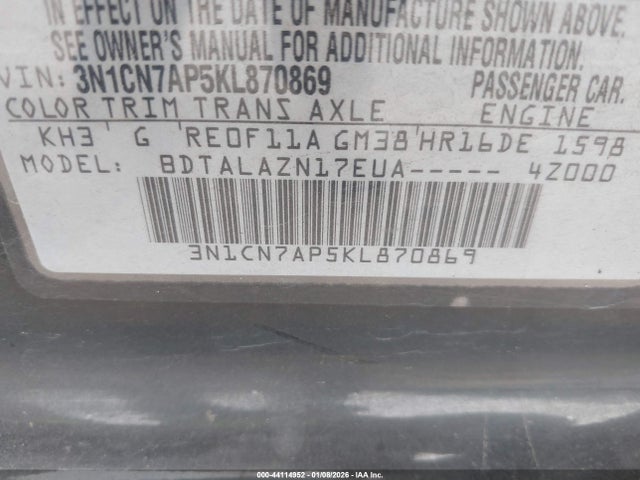 IN EFFECT ON THE DATE OF MANUFACTURE SHOWN ABOVE.
SEE OWNER'S MANUAL FOR ADDITIONAL INFORMATION.
VIN: 3N1CN7AP5KL870869 PASSENGER CAR.
COLOR TRIM TRANS AXLE ENGINE
KH3 G RE0F11A GM38 HR16DE 1598
MODEL: BDTALAZN17EUA----- 4Z000
3N1CN7AP5KL870869
000-44114952 | 01/08/2026 | IAA Inc.